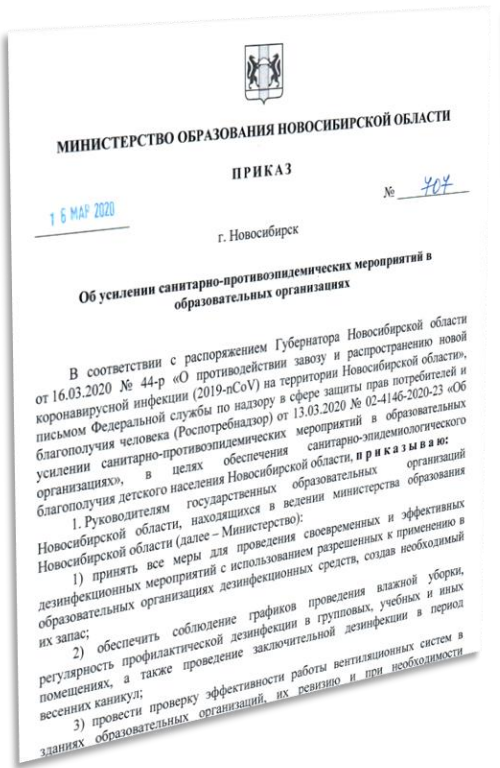 МИНИСТЕРСТВО ОБРАЗОВАНИЯ НОВОСИБИРСКОЙ ОБЛАСТИ
ПРИКАЗ
16 МАР 2020
№ 707
г. Новосибирск
Об усилении санитарно-противоэпидемических мероприятий в
образовательных организациях
В соответствии с распоряжением Губернатора Новосибирской области
от 16.03.2020 № 44-р «О противодействии завозу и распространению новой
коронавирусной инфекции (2019-nCoV) на территории Новосибирской области»,
письмом Федеральной службы по надзору в сфере защиты прав потребителей и
благополучия человека (Роспотребнадзор) от 13.03.2020 № 02-4146-2020-23 «Об
усилении санитарно-противоэпидемических мероприятий в образовательных
организациях», в целях обеспечения санитарно-эпидемиологического
благополучия детского населения Новосибирской области, приказываю:
1. Руководителям государственных образовательных организаций
Новосибирской области, находящихся в ведении министерства образования
Новосибирской области (далее – Министерство):
1) принять все меры для проведения своевременных и эффективных
дезинфекционных мероприятий с использованием разрешенных к применению в
образовательных организациях дезинфекционных средств, создав необходимый
их запас;
2) обеспечить соблюдение графиков проведения влажной уборки,
регулярность профилактической дезинфекции в групповых, учебных и иных
помещениях, а также проведение заключительной дезинфекции в период
весенних каникул;
3) провести проверку эффективности работы вентиляционных систем в
зданиях образовательных организаций, их ревизию и при необходимости